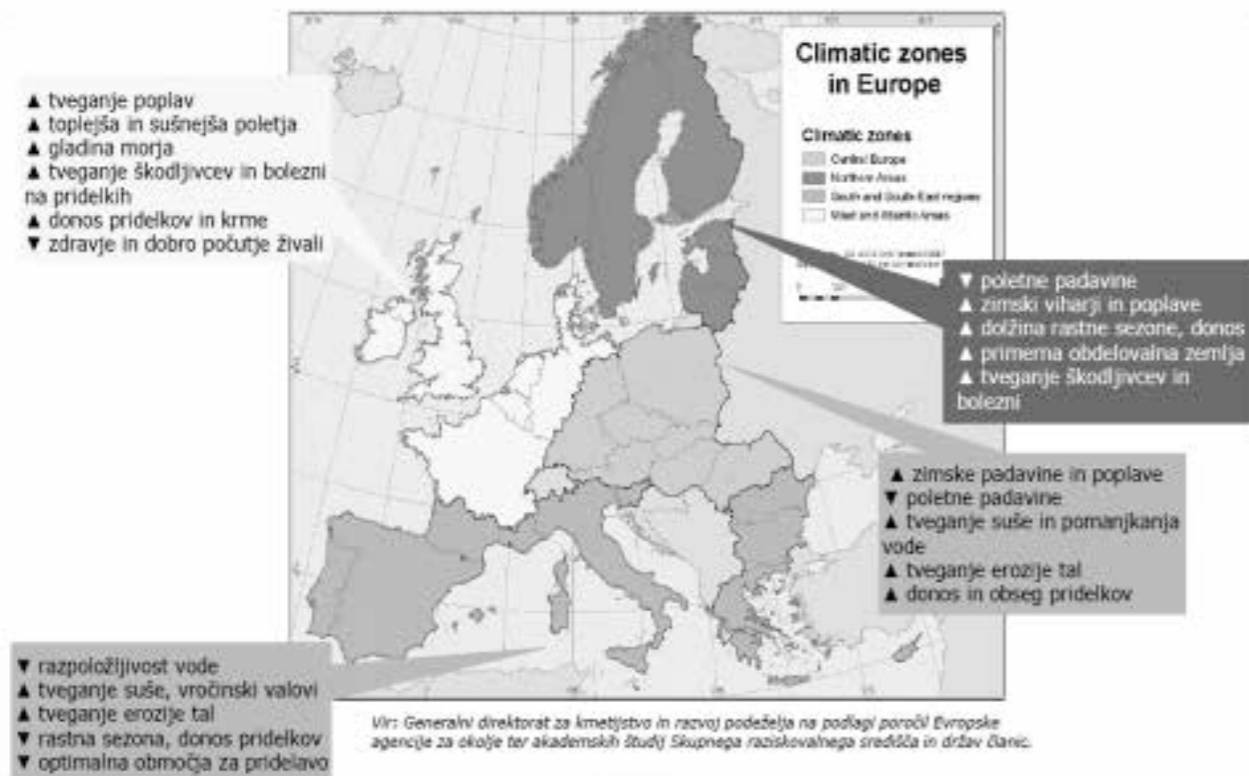 Climatic zones
in Europe
Climatic zones
Central Europe
Northern Areas
South and South-East regions
West and Atlantic Areas
▲ tveganje poplav
▲ toplejša in sušnejša poletja
▲ gladina morja
▲ tveganje škodljivcev in bolezni
na pridelkih
▲ donos pridelkov in krme
▼ zdravje in dobro počutje živali
▼ poletne padavine
▲ zimski viharji in poplave
▲ dolžina rastne sezone, donos
▲ primerna obdelovalna zemlja
▲ tveganje škodljivcev in
bolezni
▲ zimske padavine in poplave
▼ poletne padavine
▲ tveganje suše in pomanjkanja
vode
▲ tveganje erozije tal
▲ donos in obseg pridelkov
▼ razpoložljivost vode
▲ tveganje suše, vročinski valovi
▲ tveganje erozije tal
▼ rastna sezona, donos pridelkov
▼ optimalna območja za pridelavo
Vir: Generalni direktorat za kmetijstvo in razvoj podeželja na podlagi poročil Evropske
agencije za okolje ter akademskih študij Skupnega raziskovalnega središča in držav članic.